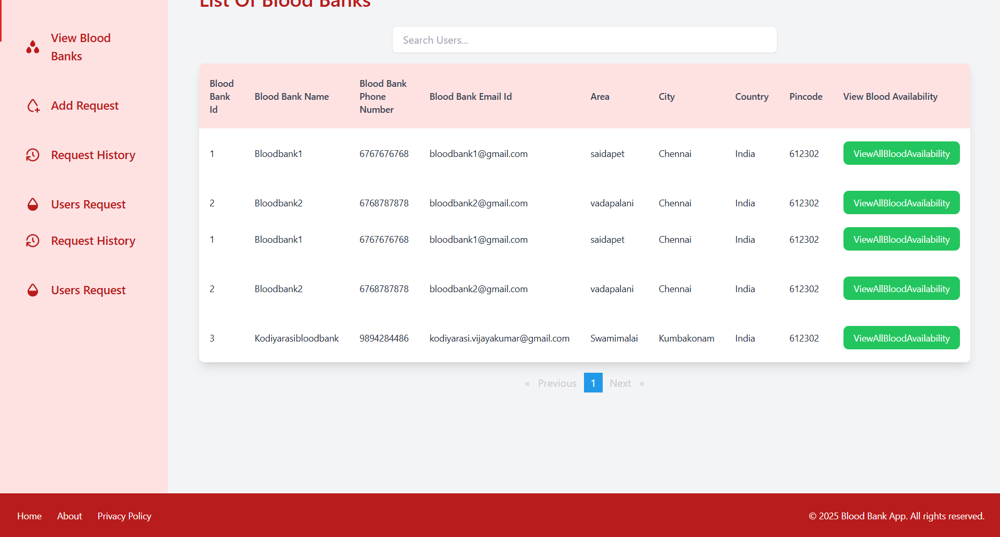 List Of Blood Banks
View Blood
Banks
Add Request
Request History
Users Request
Request History
Users Request
Search Users...
Blood Bank Id Blood Bank Name Blood Bank Phone Number Blood Bank Email Id Area City Country Pincode View Blood Availability
1 Bloodbank1 6767676768 bloodbank1@gmail.com saidapet Chennai India 612302 ViewAllBloodAvailability
2 Bloodbank2 6768787878 bloodbank2@gmail.com vadapalani Chennai India 612302 ViewAllBloodAvailability
1 Bloodbank1 6767676768 bloodbank1@gmail.com saidapet Chennai India 612302 ViewAllBloodAvailability
2 Bloodbank2 6768787878 bloodbank2@gmail.com vadapalani Chennai India 612302 ViewAllBloodAvailability
3 Kodiyarasibloodbank 9894284486 kodiyarasi.vijayakumar@gmail.com Swamimalai Kumbakonam India 612302 ViewAllBloodAvailability
« Previous 1 Next »
Home About Privacy Policy © 2025 Blood Bank App. All rights reserved.